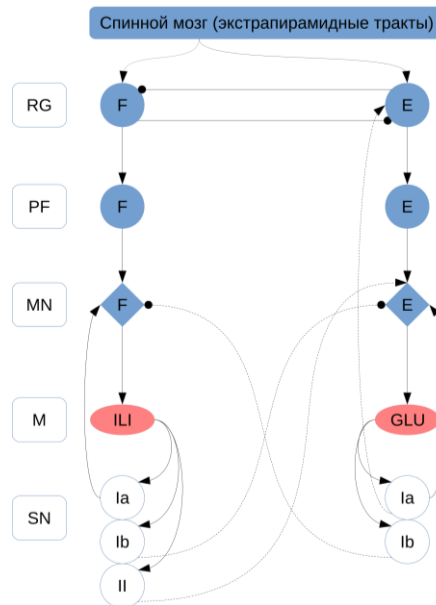 Спинной мозг (экстрапирамидные тракты)
RG
F
E
PF
F
E
MN
F
E
M
ILI
GLU
SN
Ia
Ia
Ib
Ib
II